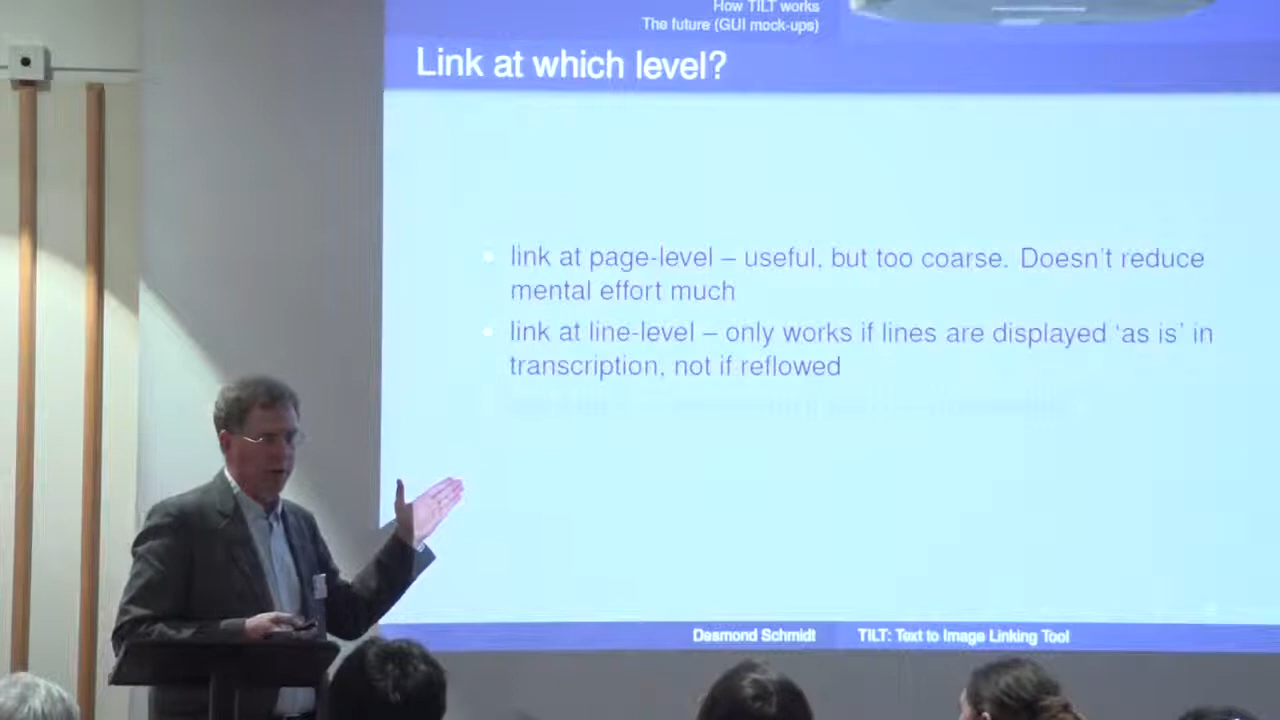 How TILT works
The future (GUI mock-ups)
Link at which level?
link at page-level – useful, but too coarse. Doesn't reduce
mental effort much
link at line-level – only works if lines are displayed ‘as is’ in
transcription, not if reflowed
Desmond Schmidt TILT: Text to Image Linking Tool